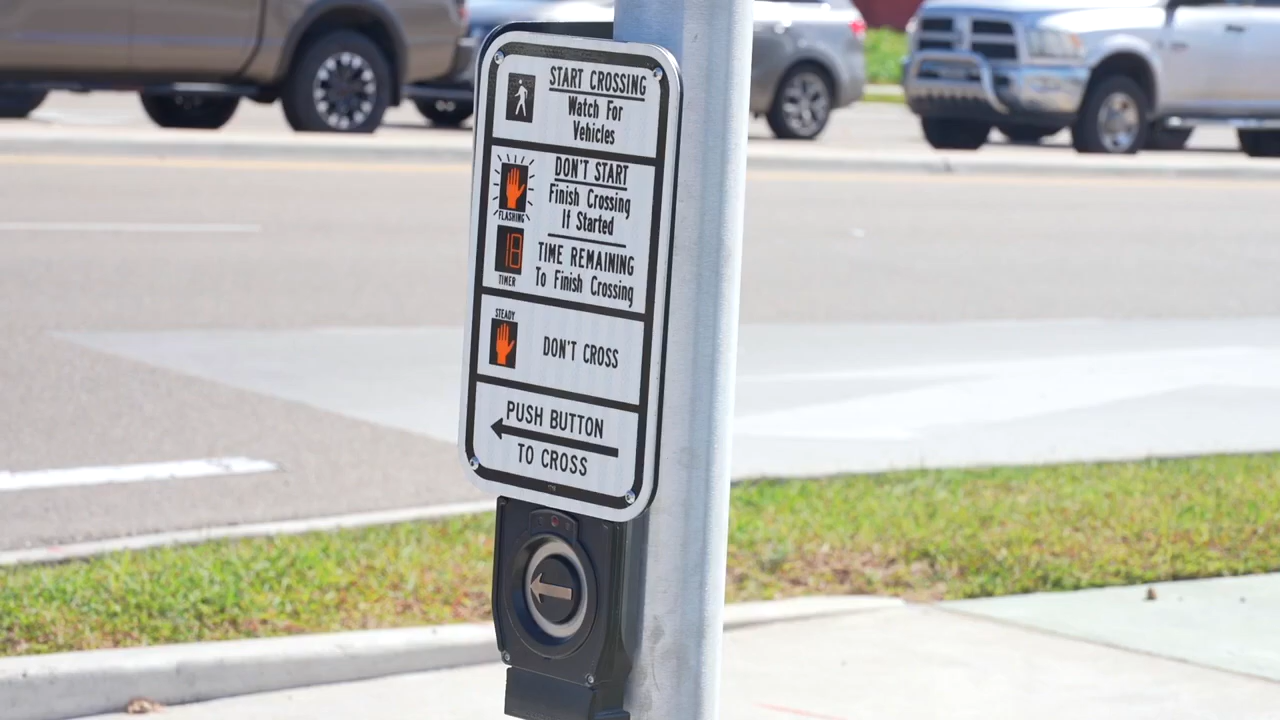 START CROSSING
Watch For
Vehicles
DON'T START
Finish Crossing
If Started
FLASHING
18
TIME REMAINING
To Finish Crossing
TIMER
STEADY
DON'T CROSS
PUSH BUTTON
TO CROSS